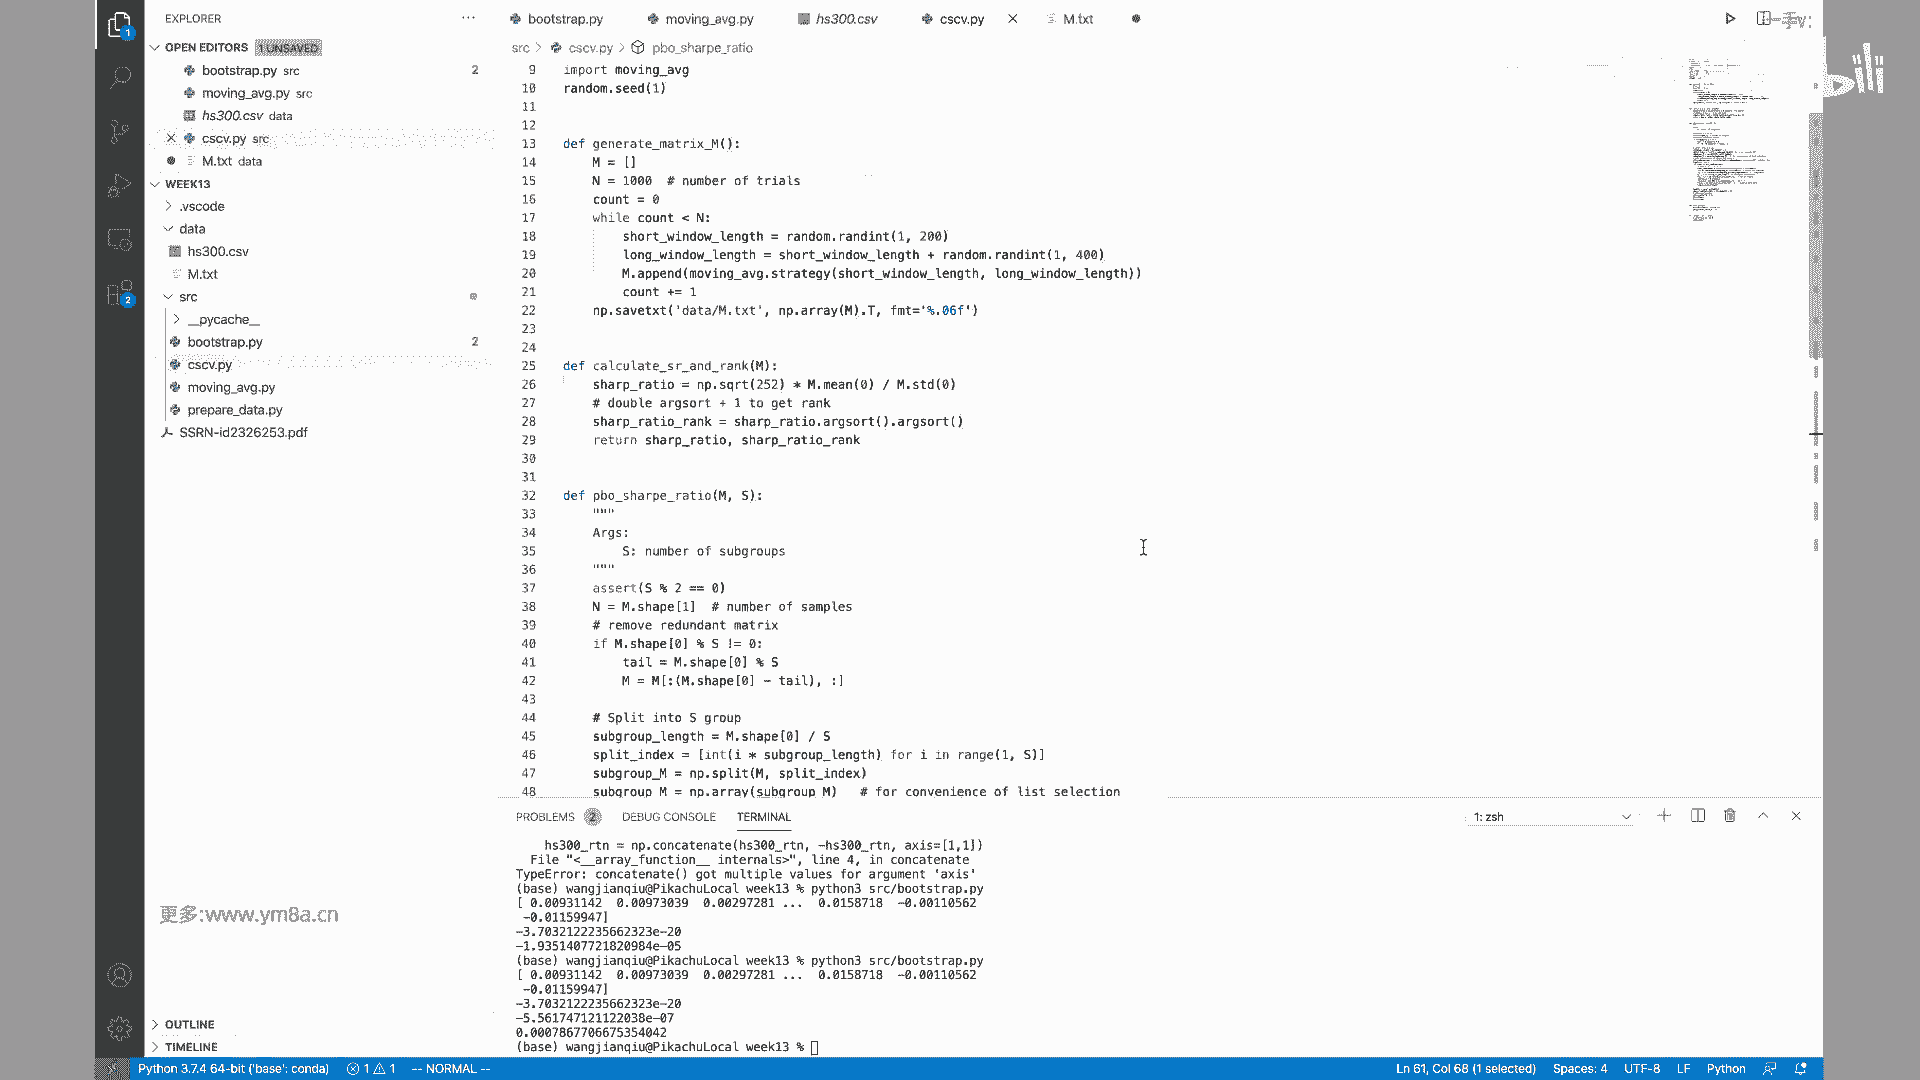 EXPLORER
OPEN EDITORS 1 UNSAVED
bootstrap.py src 2
moving_avg.py src
hs300.csv data
cscv.py src
M.txt data
WEEK13
.vscode
data
hs300.csv
M.txt
src
__pycache__
bootstrap.py 2
cscv.py
moving_avg.py
prepare_data.py
SSRN-id2326253.pdf
更多:www.ym8a.cn
OUTLINE
TIMELINE
1
2
bootstrap.py moving_avg.py hs300.csv cscv.py M.txt
src > cscv.py > pbo_sharpe_ratio
9 import moving_avg
10 random.seed(1)
11
12
13 def generate_matrix_M():
14 M = []
15 N = 1000 # number of trials
16 count = 0
17 while count < N:
18 short_window_length = random.randint(1, 200)
19 long_window_length = short_window_length + random.randint(1, 400)
20 M.append(moving_avg.strategy(short_window_length, long_window_length))
21 count += 1
22 np.savetxt('data/M.txt', np.array(M).T, fmt='%.06f')
23
24
25 def calculate_sr_and_rank(M):
26 sharp_ratio = np.sqrt(252) * M.mean(0) / M.std(0)
27 # double argsort + 1 to get rank
28 sharp_ratio_rank = sharp_ratio.argsort().argsort()
29 return sharp_ratio, sharp_ratio_rank
30
31
32 def pbo_sharpe_ratio(M, S):
33 """
34 Args:
35 S: number of subgroups
36 """
37 assert(S % 2 == 0)
38 N = M.shape[1] # number of samples
39 # remove redundant matrix
40 if M.shape[0] % S != 0:
41 tail = M.shape[0] % S
42 M = M[:(M.shape[0] - tail), :]
43
44 # Split into S group
45 subgroup_length = M.shape[0] / S
46 split_index = [int(i * subgroup_length) for i in range(1, S)]
47 subgroup_M = np.split(M, split_index)
48 subgroup_M = np.array(subgroup_M) # for convenience of list selection
PROBLEMS 2 DEBUG CONSOLE TERMINAL 1: zsh
hs300_rtn = np.concatenate(hs300_rtn, -hs300_rtn, axis=[1,1])
File "<__array_function__ internals>", line 4, in concatenate
TypeError: concatenate() got multiple values for argument 'axis'
(base) wangjianqiu@PikachuLocal week13 % python3 src/bootstrap.py
[ 0.00931142 0.00973039 0.00297281 ... 0.0158718 -0.00110562
-0.01159947]
-3.7032122235662323e-20
-1.9351407721820984e-05
(base) wangjianqiu@PikachuLocal week13 % python3 src/bootstrap.py
[ 0.00931142 0.00973039 0.00297281 ... 0.0158718 -0.00110562
-0.01159947]
-3.7032122235662323e-20
-5.561747121122038e-07
0.0007867706675354042
(base) wangjianqiu@PikachuLocal week13 %
Python 3.7.4 64-bit ('base': conda) 1 1 -- NORMAL -- Ln 61, Col 68 (1 selected) Spaces: 4 UTF-8 LF Python